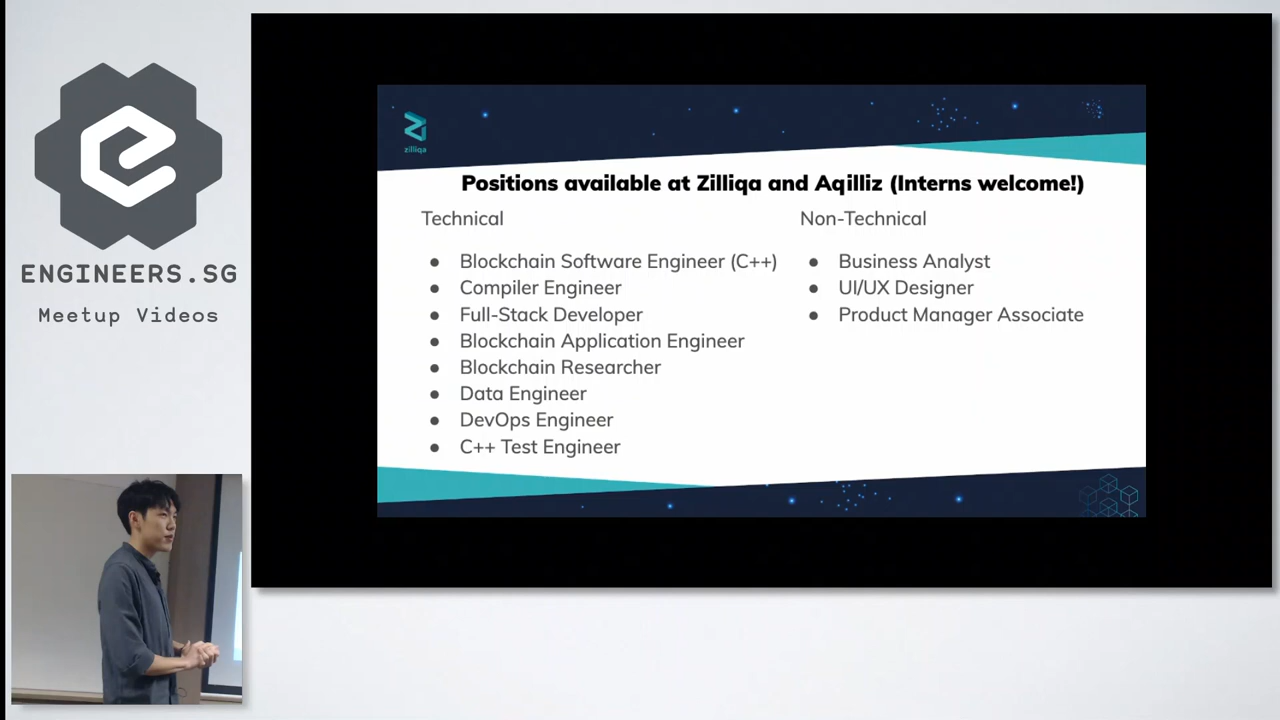 ENGINEERS.SG
Meetup Videos
zilliqa
Positions available at Zilliqa and Aqilliz (Interns welcome!)
Technical
● Blockchain Software Engineer (C++)
● Compiler Engineer
● Full-Stack Developer
● Blockchain Application Engineer
● Blockchain Researcher
● Data Engineer
● DevOps Engineer
● C++ Test Engineer
Non-Technical
● Business Analyst
● UI/UX Designer
● Product Manager Associate